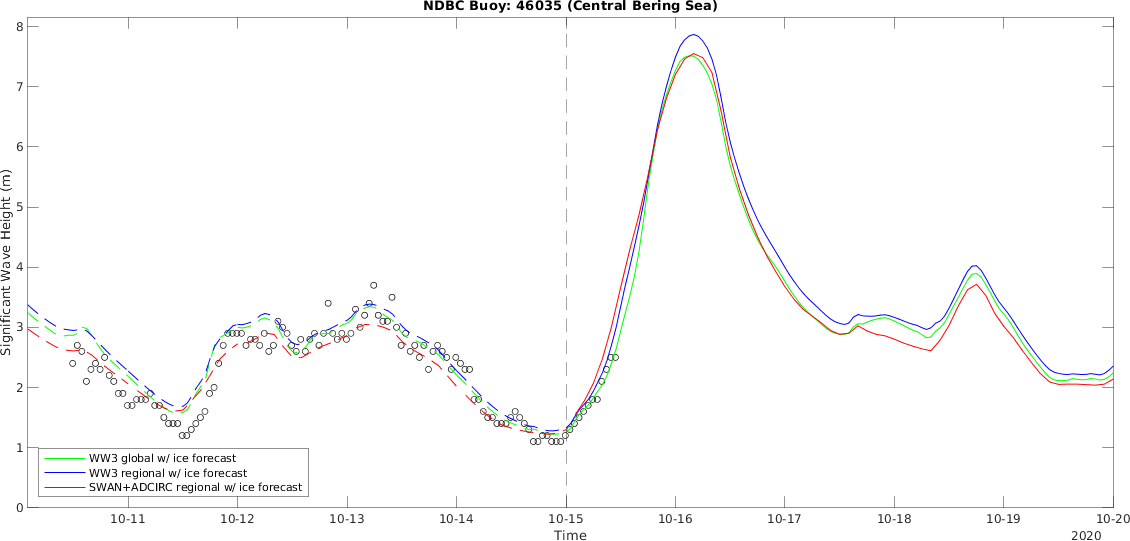 NDBC Buoy: 46035 (Central Bering Sea)
8
7
6
5
4
3
2
1
0
Significant Wave Height (m)
WW3 global w/ ice forecast
WW3 regional w/ ice forecast
SWAN+ADCIRC regional w/ ice forecast
10-11 10-12 10-13 10-14 10-15 10-16 10-17 10-18 10-19 10-20
Time
2020